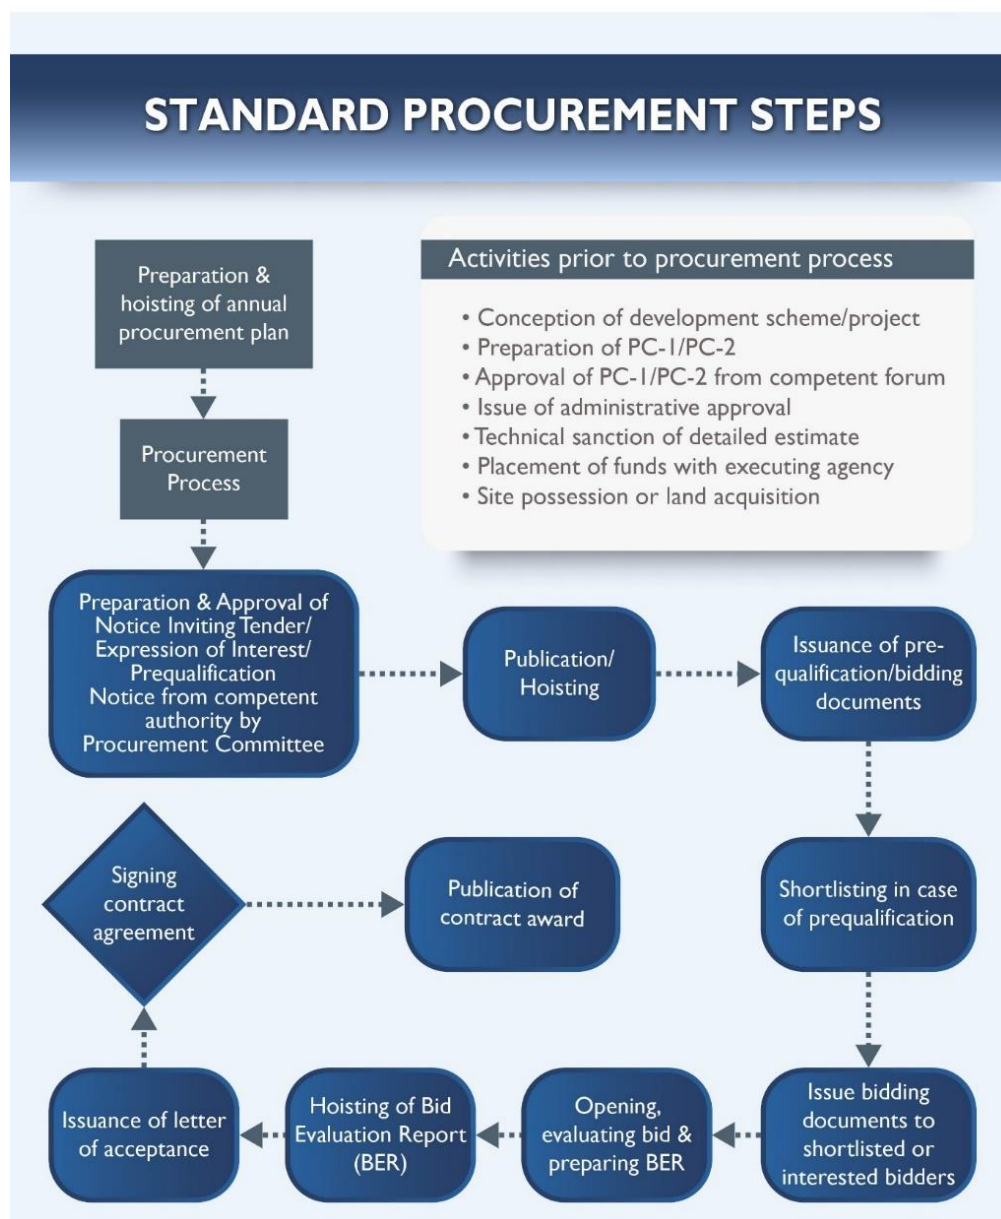 STANDARD PROCUREMENT STEPS
Preparation &
hoisting of annual
procurement plan
Activities prior to procurement process
• Conception of development scheme/project
• Preparation of PC-1/PC-2
• Approval of PC-1/PC-2 from competent forum
• Issue of administrative approval
• Technical sanction of detailed estimate
• Placement of funds with executing agency
• Site possession or land acquisition
Procurement
Process
Preparation & Approval of
Notice Inviting Tender/
Expression of Interest/
Prequalification
Notice from competent
authority by
Procurement Committee
Publication/
Hoisting
Issuance of pre-
qualification/bidding
documents
Shortlisting in case
of prequalification
Issue bidding
documents to
shortlisted or
interested bidders
Opening,
evaluating bid &
preparing BER
Hoisting of Bid
Evaluation Report
(BER)
Issuance of letter
of acceptance
Signing
contract
agreement
Publication of
contract award